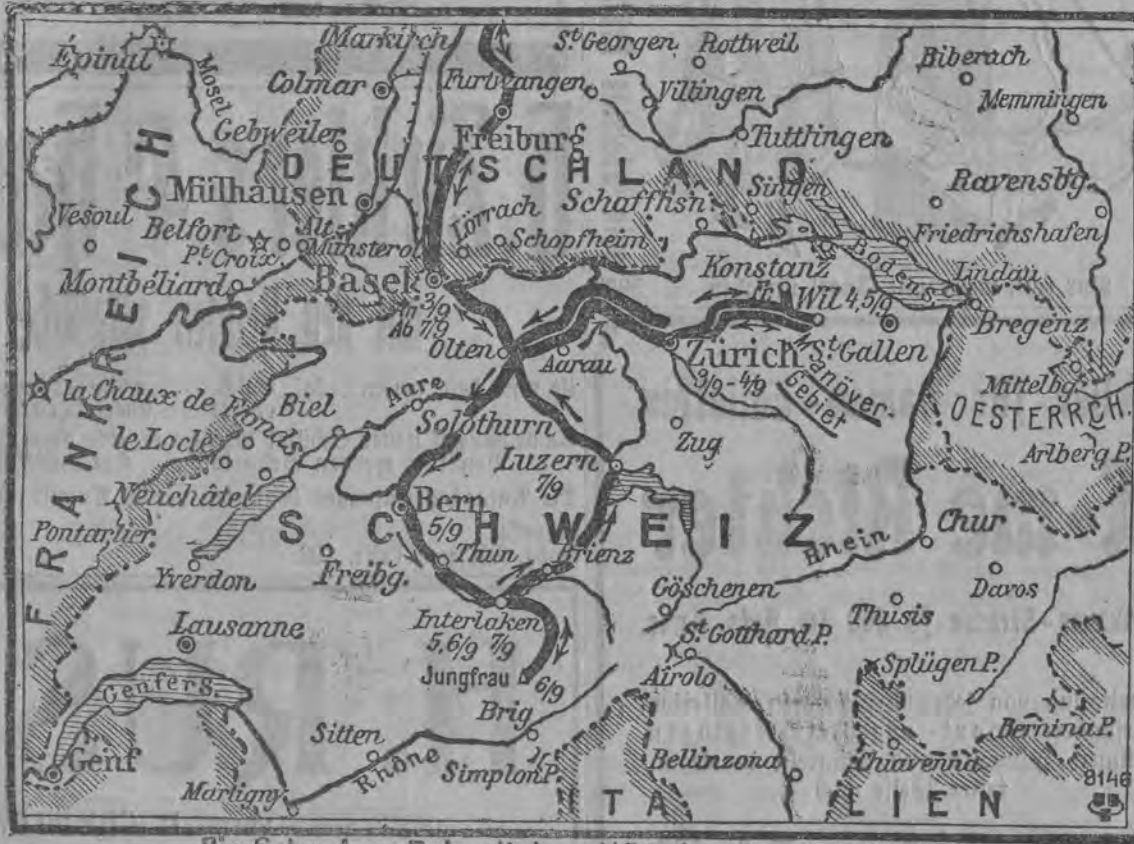 Épinal
Markirch
St Georgen
Rottweil
Biberach
Mosel
Colmar
Furtwangen
Villingen
Memmingen
Gebweiler
Freiburg
Tuttlingen
DEUTSCHLAND
Mülhausen
Singen
Ravensbg.
Vesoul
Belfort
Alt-
Münsterol
Lörrach
Schaffhsn.
Schopfheim
Friedrichshafen
Pt. Croix
Montbéliard
Basel
Konstanz
Bodens.
Lindau
3/9
Ab 7/9
Wil 4,5/9
Bregenz
Olten
Aarau
Zürich
St Gallen
3/9-4/9
Manöver-
Gebiet
Mittelbg.
OESTERRCH.
la Chaux de Fonds
Biel
Aare
Solothurn
Zug
Arlberg P.
le Locle
Luzern
7/9
Neuchâtel
Bern
5/9
FRANKREICH
SCHWEIZ
Pontarlier
Rhein
Chur
Yverdon
Freibg.
Thun
Brienz
Göschenen
Davos
Thusis
Lausanne
Interlaken
5,6/9 7/9
St Gotthard P.
Jungfrau
6/9
Airolo
Splügen P.
Genfers.
Brig
Bernina P.
Sitten
Genf
Rhône
Simplon P.
Bellinzona
Chiavenna
Martigny
ITALIEN
8146